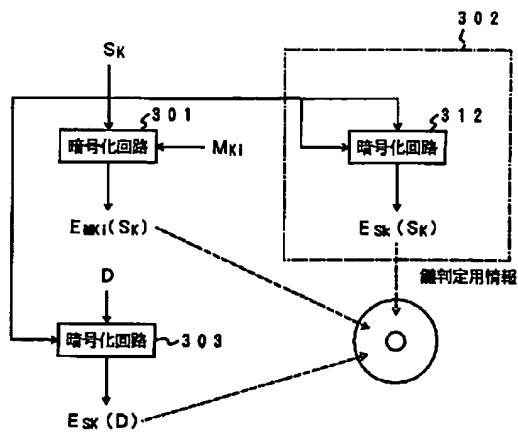 302
SK
301
暗号化回路
MKi
312
暗号化回路
EMKi(SK)
ESk(SK)
鍵判定用情報
D
暗号化回路
303
ESK(D)